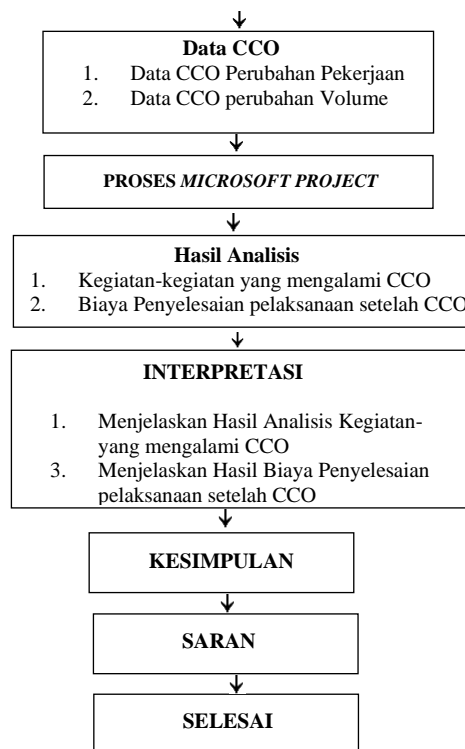 Data CCO
1. Data CCO Perubahan Pekerjaan
2. Data CCO perubahan Volume
PROSES MICROSOFT PROJECT
Hasil Analisis
1. Kegiatan-kegiatan yang mengalami CCO
2. Biaya Penyelesaian pelaksanaan setelah CCO
INTERPRETASI
1. Menjelaskan Hasil Analisis Kegiatan-
yang mengalami CCO
3. Menjelaskan Hasil Biaya Penyelesaian
pelaksanaan setelah CCO
KESIMPULAN
SARAN
SELESAI